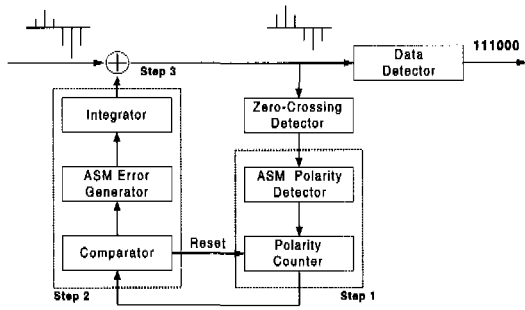 111000
Data
Detector
Step 3
Integrator
Zero-Crossing
Detector
ASM Error
Generator
ASM Polarity
Detector
Comparator
Reset
Polarity
Counter
Step 2
Step 1